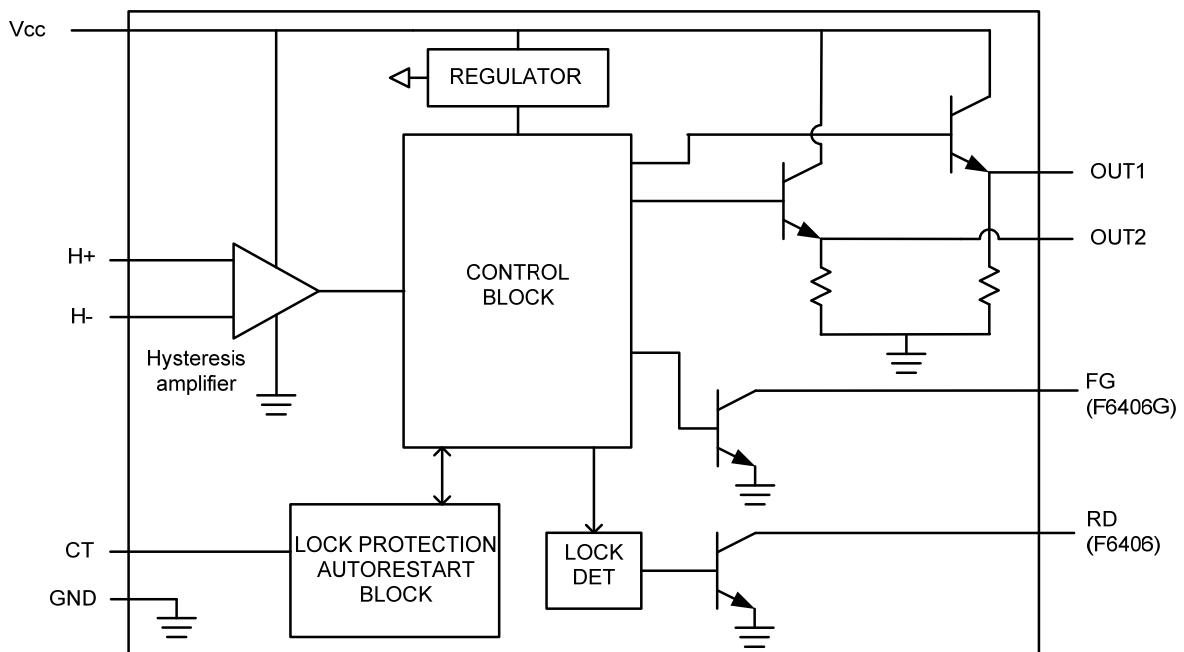 Vcc
REGULATOR
OUT1
OUT2
H+
H-
CONTROL
BLOCK
Hysteresis
amplifier
FG
(F6406G)
RD
(F6406)
CT
LOCK PROTECTION
AUTORESTART
BLOCK
LOCK
DET
GND